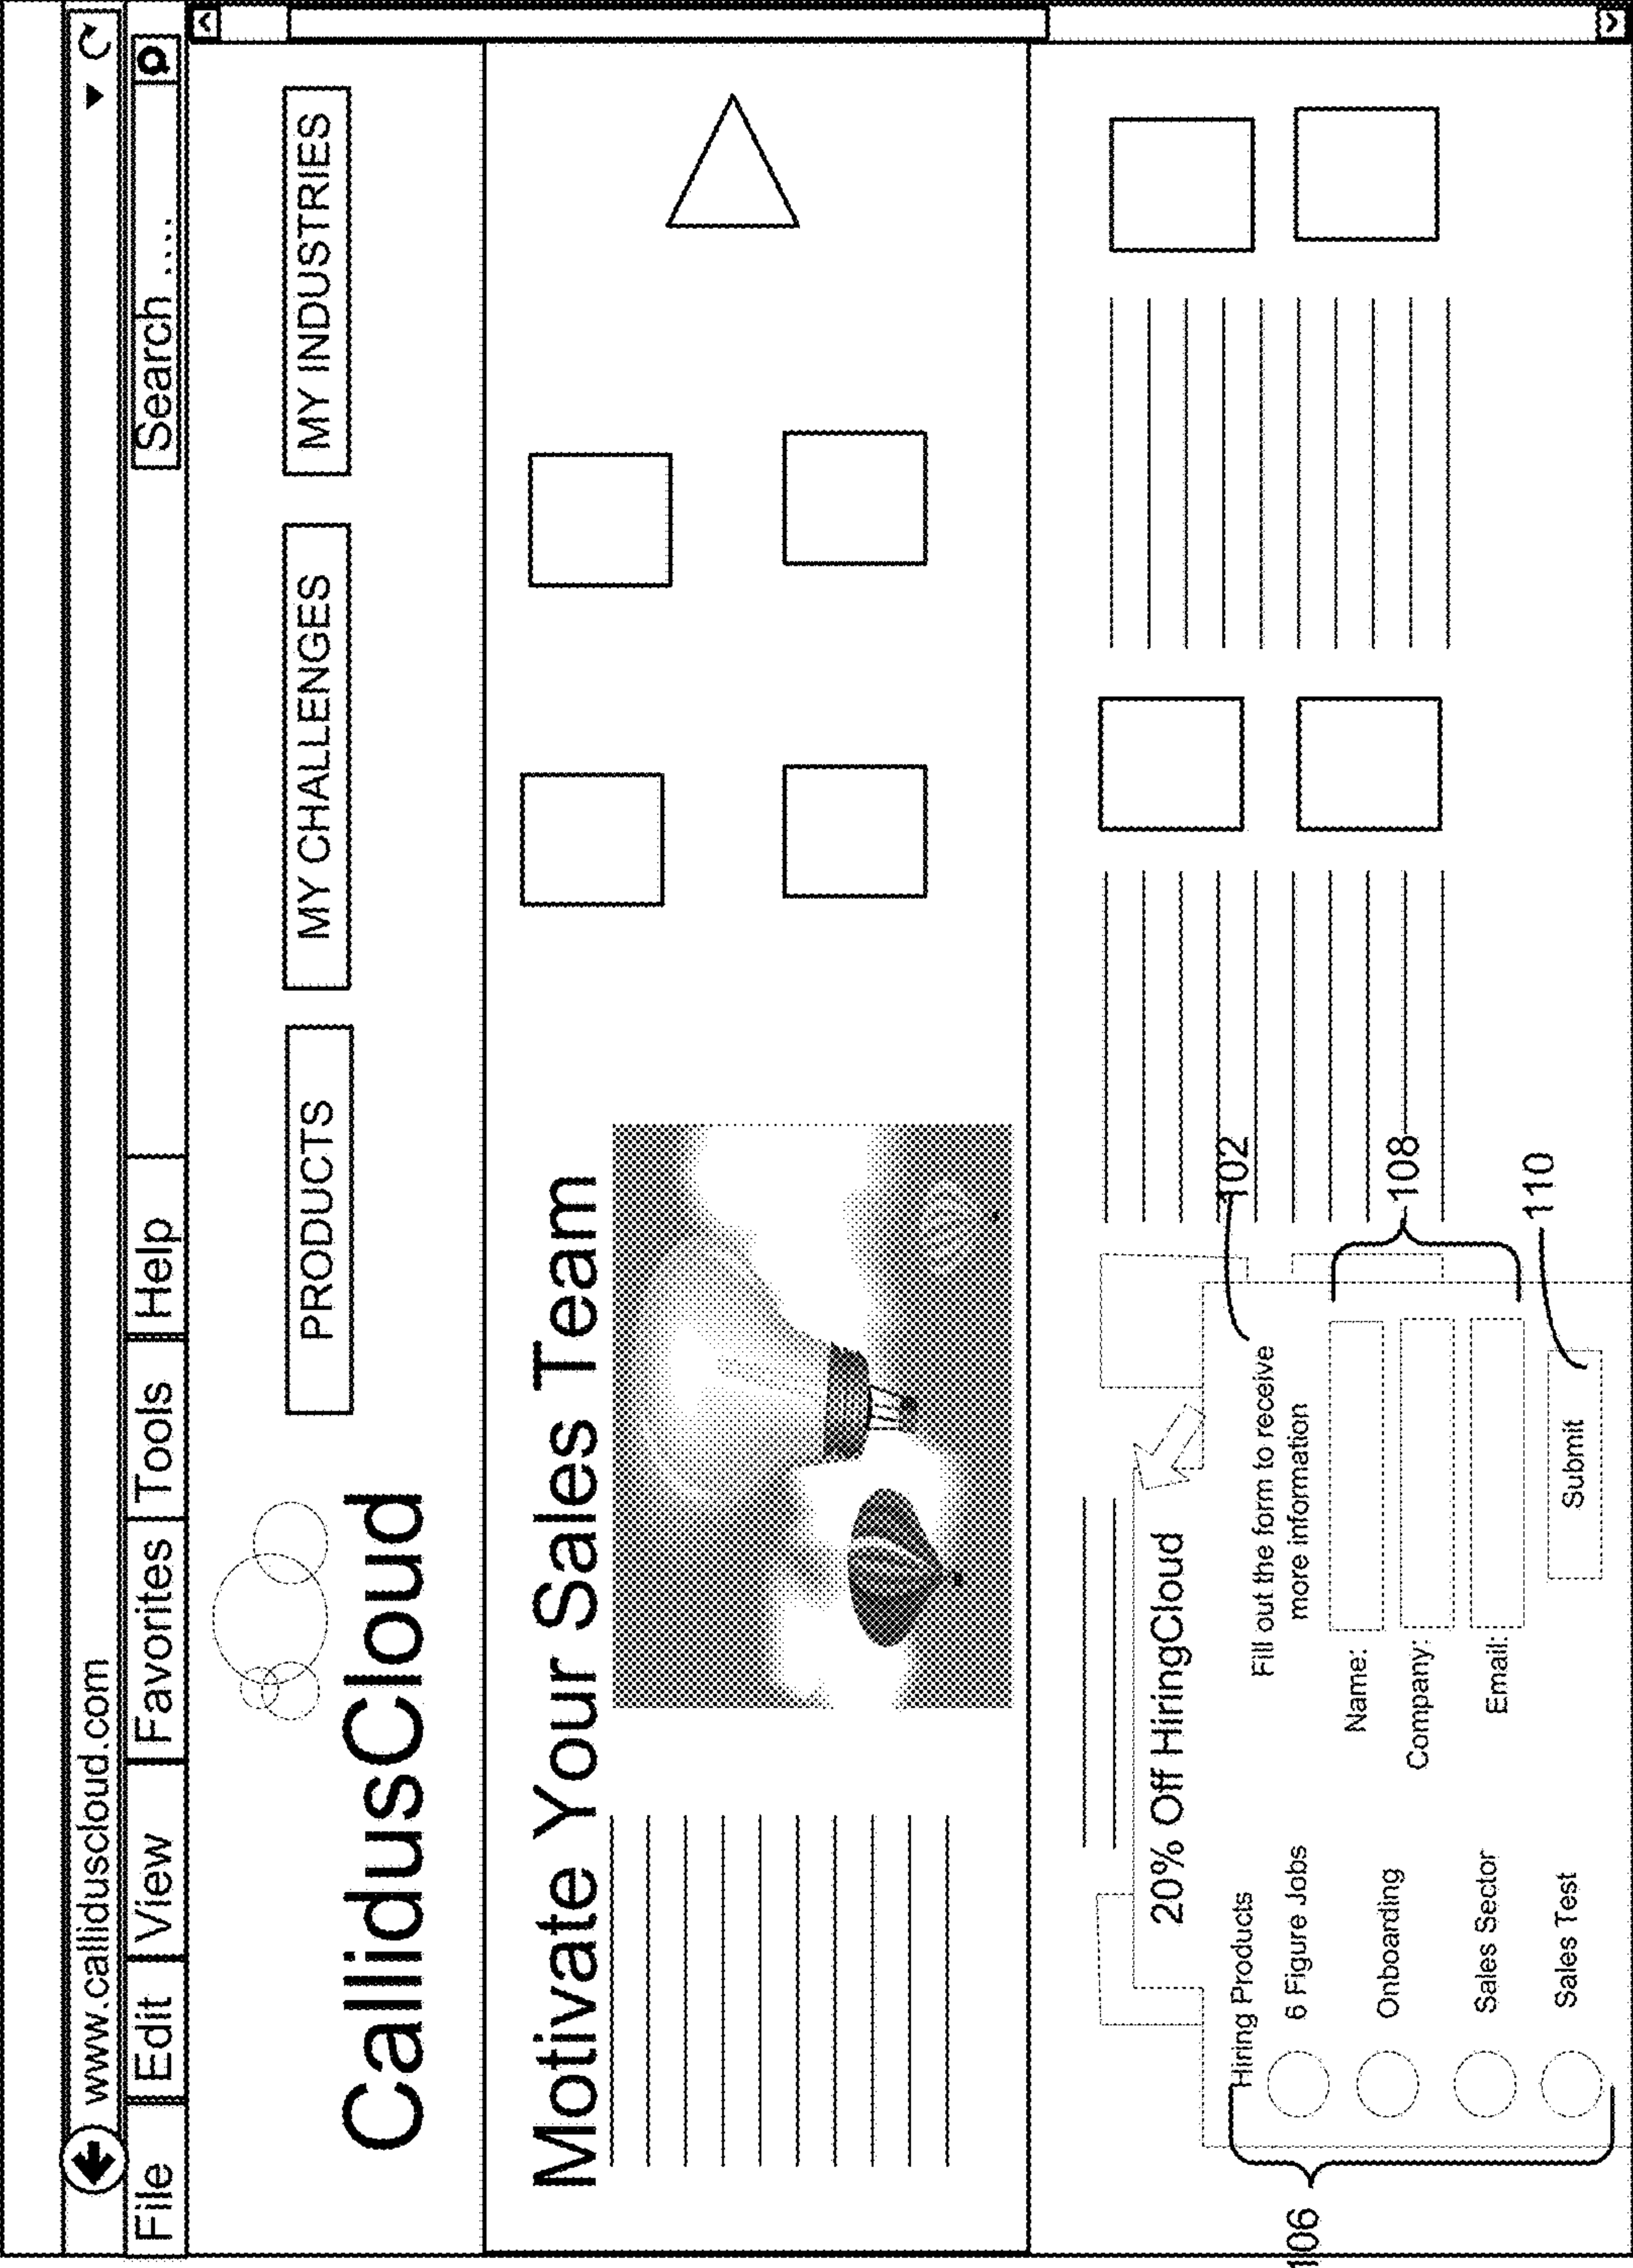 www.calliduscloud.com
File Edit View Favorites Tools Help Search .....
CallidusCloud
PRODUCTS MY CHALLENGES MY INDUSTRIES
Motivate Your Sales Team
20% Off HiringCloud
Hiring Products
6 Figure Jobs
Onboarding
Sales Sector
Sales Test
Fill out the form to receive
more information
Name:
Company:
Email:
Submit
102
106
108
110